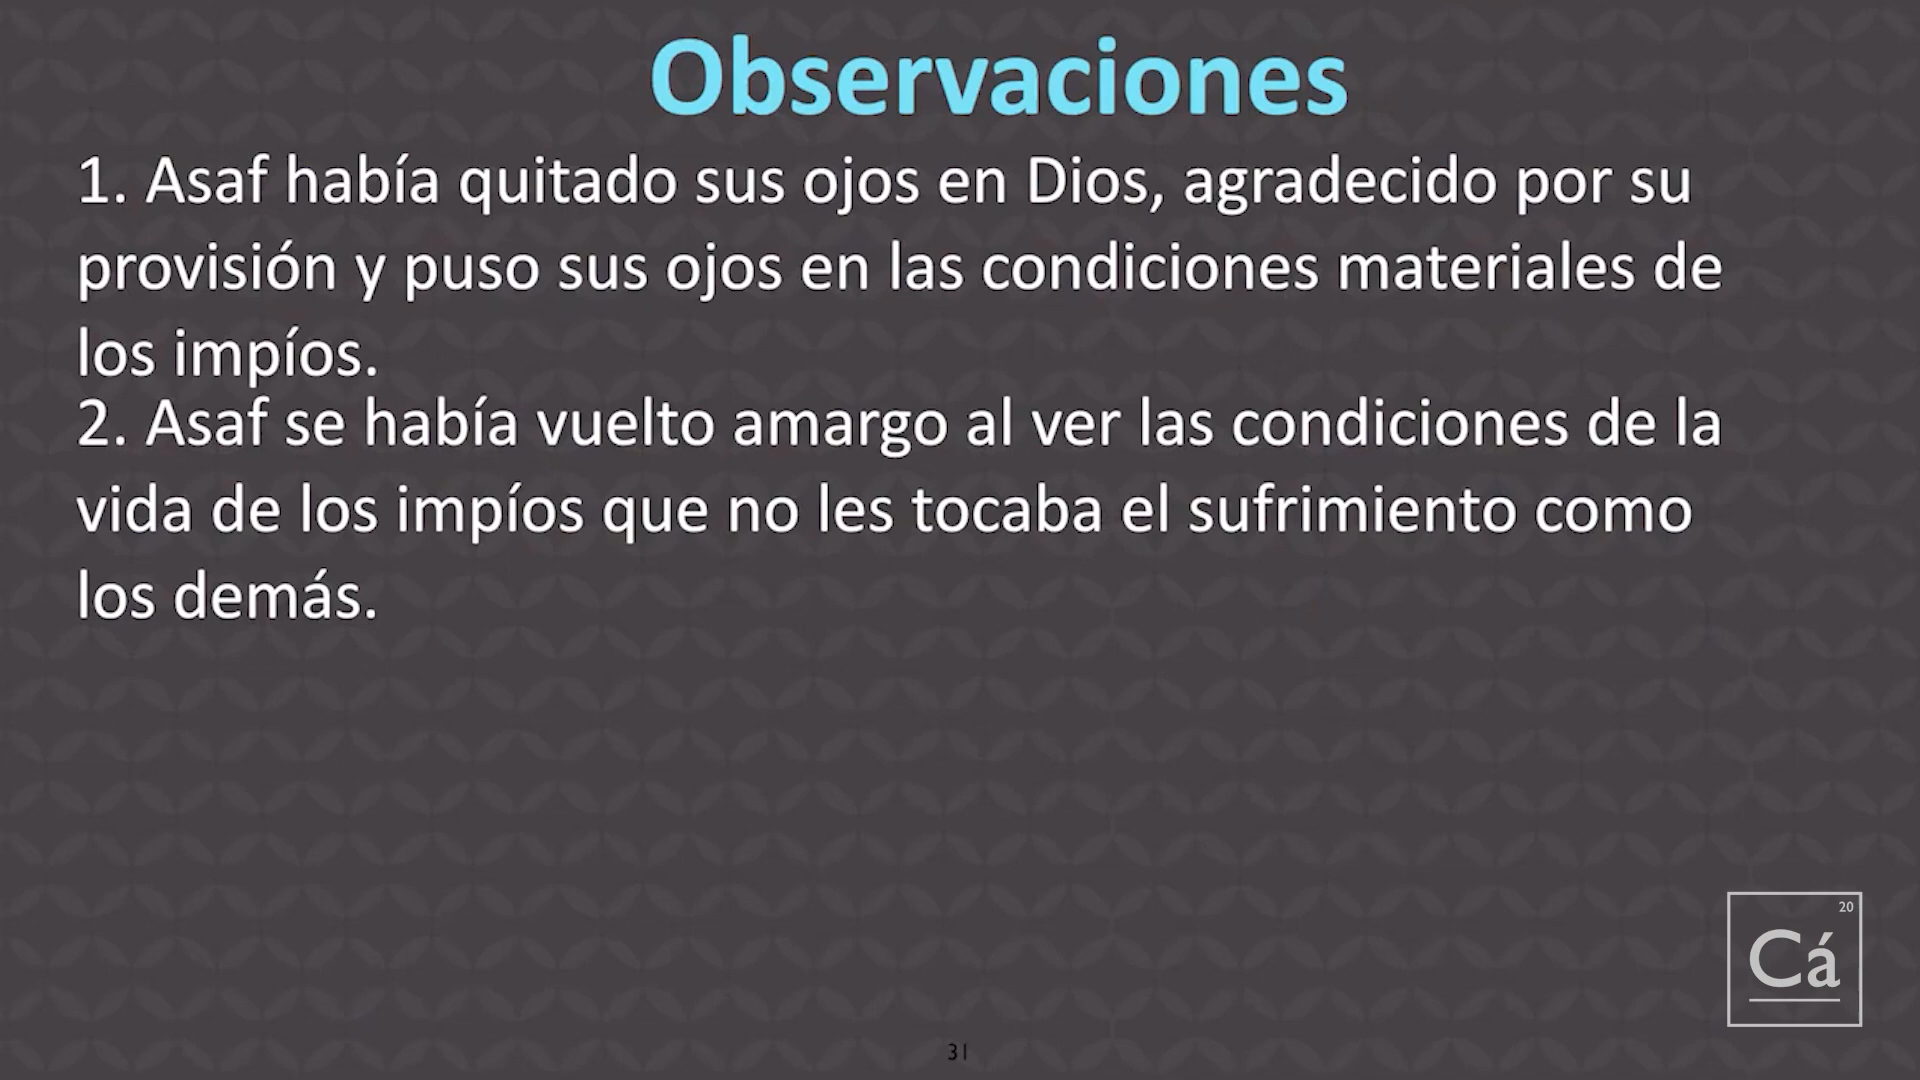 Observaciones
1. Asaf había quitado sus ojos en Dios, agradecido por su
provisión y puso sus ojos en las condiciones materiales de
los impíos.
2. Asaf se había vuelto amargo al ver las condiciones de la
vida de los impíos que no les tocaba el sufrimiento como
los demás.
20
Cá
31